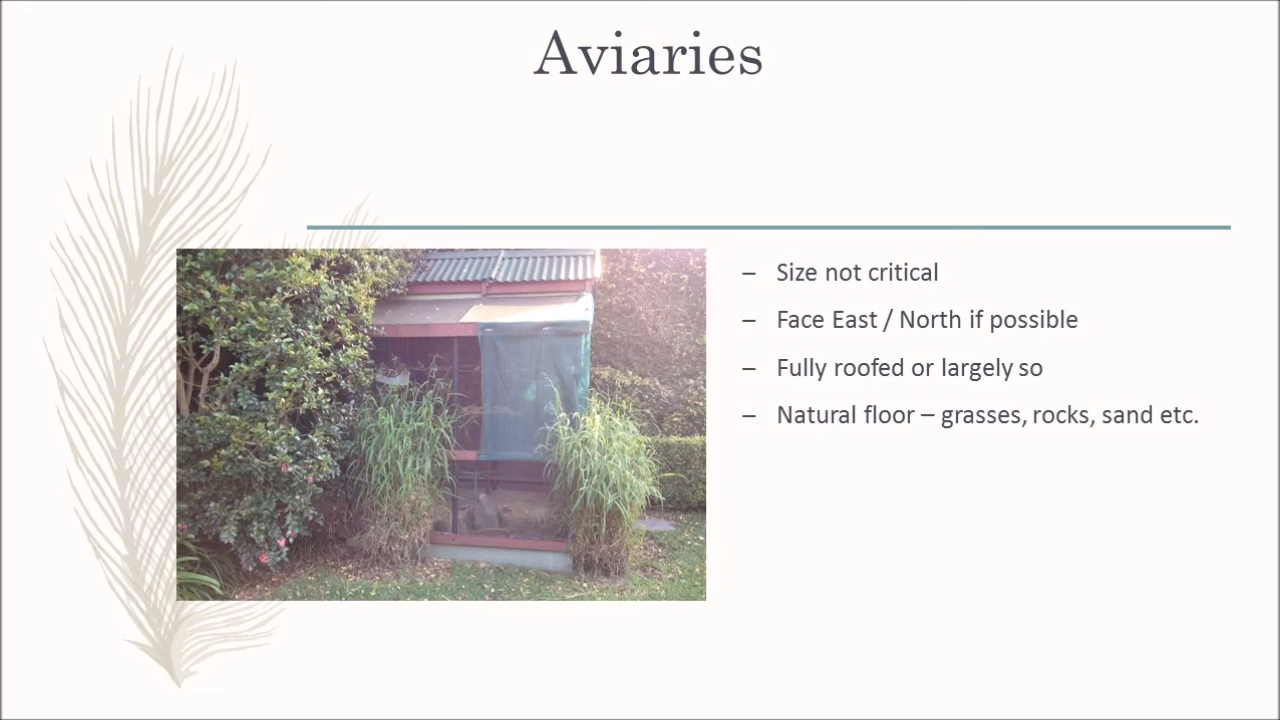 Aviaries
– Size not critical
– Face East / North if possible
– Fully roofed or largely so
– Natural floor – grasses, rocks, sand etc.